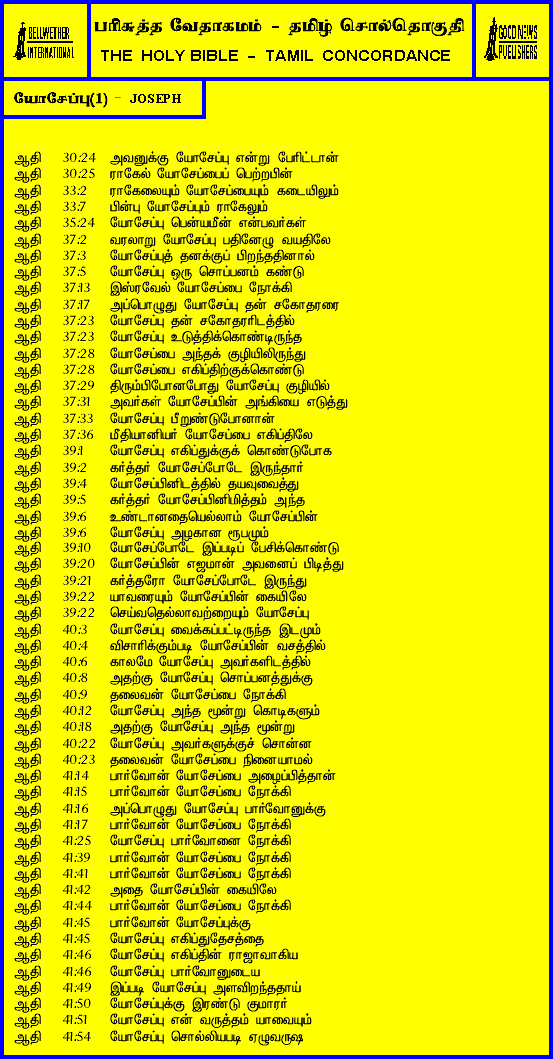 BELLWETHER
INTERNATIONAL
பரிசுத்த வேதாகமம் - தமிழ் சொல்தொகுதி
THE HOLY BIBLE - TAMIL CONCORDANCE
GOOD NEWS
PUBLISHERS
யோசேப்பு(1) - JOSEPH
ஆதி 30:24 அவனுக்கு யோசேப்பு என்று பேரிட்டான்
ஆதி 30:25 ராகேல் யோசேப்பைப் பெற்றபின்
ஆதி 33:2 ராகேலையும் யோசேப்பையும் கடையிலும்
ஆதி 33:7 பின்பு யோசேப்பும் ராகேலும்
ஆதி 35:24 யோசேப்பு பென்யமீன் என்பவர்கள்
ஆதி 37:2 வரலாறு யோசேப்பு பதினேழு வயதிலே
ஆதி 37:3 யோசேப்புத் தனக்குப் பிறந்ததினால்
ஆதி 37:5 யோசேப்பு ஒரு சொப்பனம் கண்டு
ஆதி 37:13 இஸ்ரவேல் யோசேப்பை நோக்கி
ஆதி 37:17 அப்பொழுது யோசேப்பு தன் சகோதரரை
ஆதி 37:23 யோசேப்பு தன் சகோதரரிடத்தில்
ஆதி 37:23 யோசேப்பு உடுத்திக்கொண்டிருந்த
ஆதி 37:28 யோசேப்பை அந்தக் குழியிலிருந்து
ஆதி 37:28 யோசேப்பை எகிப்திற்குக்கொண்டு
ஆதி 37:29 திரும்பிபோனபோது யோசேப்பு குழியில்
ஆதி 37:31 அவர்கள் யோசேப்பின் அங்கியை எடுத்து
ஆதி 37:33 யோசேப்பு பீறுண்டுபோனான்
ஆதி 37:36 மீதியானியர் யோசேப்பை எகிப்திலே
ஆதி 39:1 யோசேப்பு எகிப்துக்குக் கொண்டுபோக
ஆதி 39:2 கர்த்தர் யோசேப்போடே இருந்தார்
ஆதி 39:4 யோசேப்பினிடத்தில் தயவுவைத்து
ஆதி 39:5 கர்த்தர் யோசேப்பினிமித்தம் அந்த
ஆதி 39:6 உண்டானதையெல்லாம் யோசேப்பின்
ஆதி 39:6 யோசேப்பு அழகான ரூபமும்
ஆதி 39:10 யோசேப்போடே இப்படிப் பேசிக்கொண்டு
ஆதி 39:20 யோசேப்பின் எஜமான் அவனைப் பிடித்து
ஆதி 39:21 கர்த்தரோ யோசேப்போடே இருந்து
ஆதி 39:22 யாவரையும் யோசேப்பின் கையிலே
ஆதி 39:22 செய்வதெல்லாவற்றையும் யோசேப்பு
ஆதி 40:3 யோசேப்பு வைக்கப்பட்டிருந்த இடமும்
ஆதி 40:4 விசாரிக்கும்படி யோசேப்பின் வசத்தில்
ஆதி 40:6 காலமே யோசேப்பு அவர்களிடத்தில்
ஆதி 40:8 அதற்கு யோசேப்பு சொப்பனத்துக்கு
ஆதி 40:9 தலைவன் யோசேப்பை நோக்கி
ஆதி 40:12 யோசேப்பு அந்த மூன்று கொடிகளும்
ஆதி 40:18 அதற்கு யோசேப்பு அந்த மூன்று
ஆதி 40:22 யோசேப்பு அவர்களுக்குச் சொன்ன
ஆதி 40:23 தலைவன் யோசேப்பை நினையாமல்
ஆதி 41:14 பார்வோன் யோசேப்பை அழைப்பித்தான்
ஆதி 41:15 பார்வோன் யோசேப்பை நோக்கி
ஆதி 41:16 அப்பொழுது யோசேப்பு பார்வோனுக்கு
ஆதி 41:17 பார்வோன் யோசேப்பை நோக்கி
ஆதி 41:25 யோசேப்பு பார்வோனை நோக்கி
ஆதி 41:39 பார்வோன் யோசேப்பை நோக்கி
ஆதி 41:41 பார்வோன் யோசேப்பை நோக்கி
ஆதி 41:42 அதை யோசேப்பின் கையிலே
ஆதி 41:44 பார்வோன் யோசேப்பை நோக்கி
ஆதி 41:45 பார்வோன் யோசேப்புக்கு
ஆதி 41:45 யோசேப்பு எகிப்துதேசத்தை
ஆதி 41:46 யோசேப்பு எகிப்தின் ராஜாவாகிய
ஆதி 41:46 யோசேப்பு பார்வோனுடைய
ஆதி 41:49 இப்படி யோசேப்பு அளவிறந்ததாய்
ஆதி 41:50 யோசேப்புக்கு இரண்டு குமாரர்
ஆதி 41:51 யோசேப்பு என் வருத்தம் யாவையும்
ஆதி 41:54 யோசேப்பு சொல்லியபடி ஏழுவருஷ